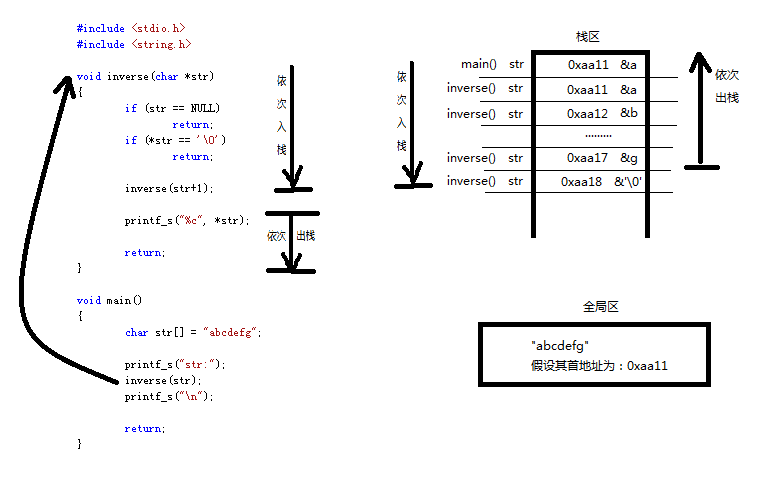 #include <stdio.h>
#include <string.h>
void inverse(char *str)
{
if (str == NULL)
return;
if (*str == '\0')
return;
inverse(str+1);
printf_s("%c", *str);
return;
}
void main()
{
char str[] = "abcdefg";
printf_s("str:");
inverse(str);
printf_s("\n");
return;
}
依
次
入
栈
依次 出栈
依
次
入
栈
栈区
main() str 0xaa11 &a
inverse() str 0xaa11 &a
inverse() str 0xaa12 &b
.........
inverse() str 0xaa17 &g
inverse() str 0xaa18 &'\0'
依次
出栈
全局区
"abcdefg"
假设其首地址为：0xaa11